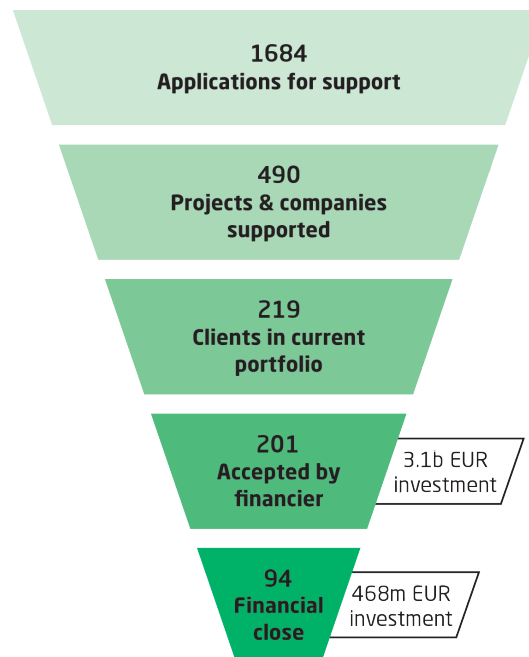 1684
Applications for support
490
Projects & companies
supported
219
Clients in current
portfolio
201
Accepted by
financier
3.1b EUR
investment
94
Financial
close
468m EUR
investment